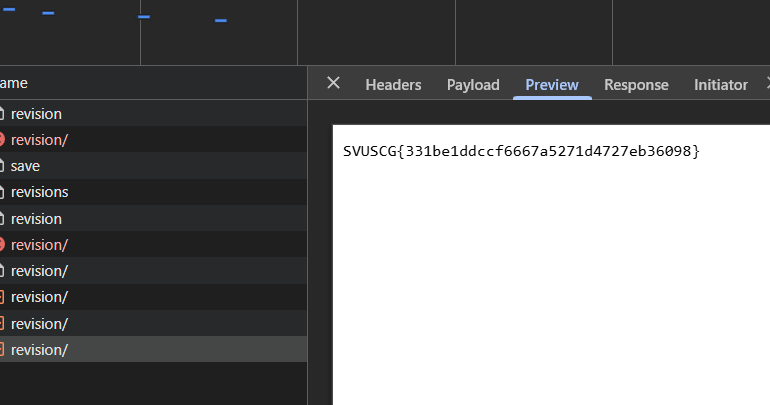 ame
Headers Payload Preview Response Initiator
revision
revision/
save
revisions
revision
revision/
revision/
revision/
revision/
revision/
SVUSCG{331be1ddccf6667a5271d4727eb36098}